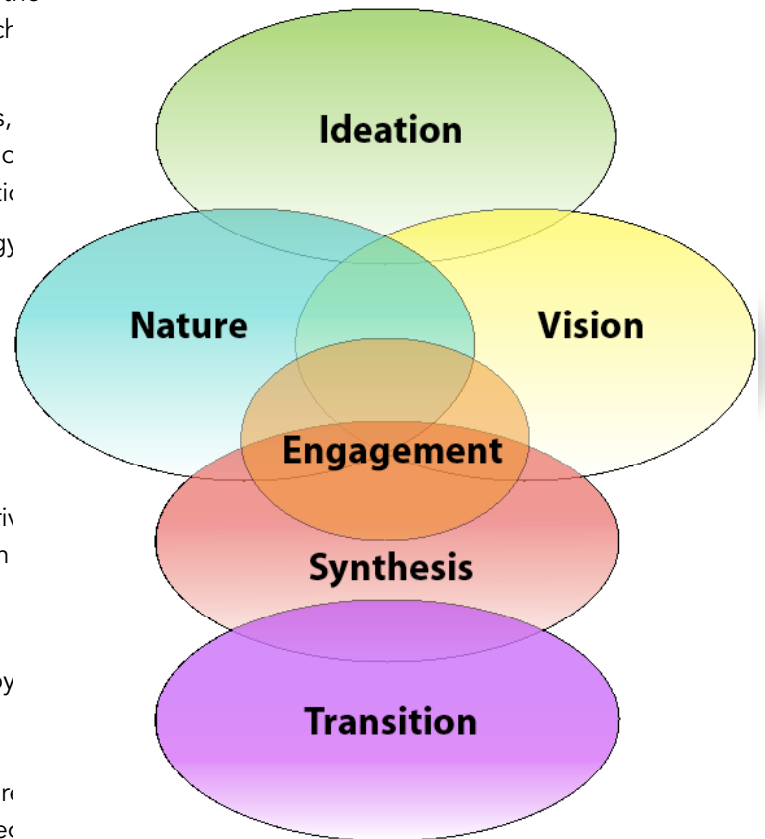 Ideation
Nature
Vision
Engagement
Synthesis
Transition